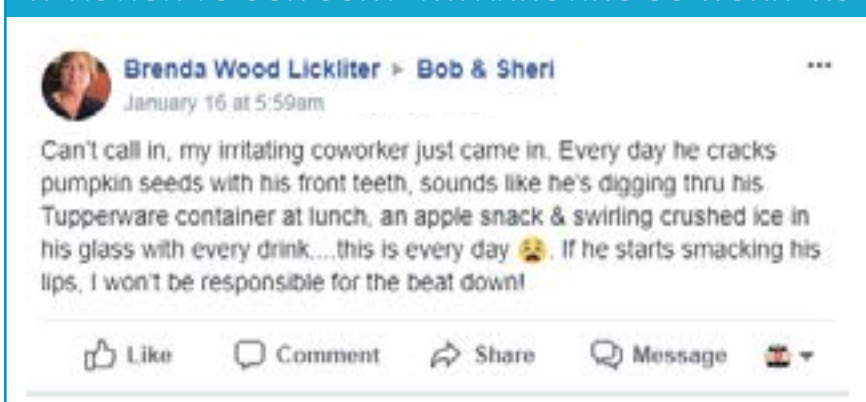 Brenda Wood Lickliter ▸ Bob & Sheri
January 16 at 5:59am
Can't call in, my irritating coworker just came in. Every day he cracks
pumpkin seeds with his front teeth, sounds like he's digging thru his
Tupperware container at lunch, an apple snack & swirling crushed ice in
his glass with every drink....this is every day 😫. If he starts smacking his
lips, I won't be responsible for the beat down!
Like Comment Share Message